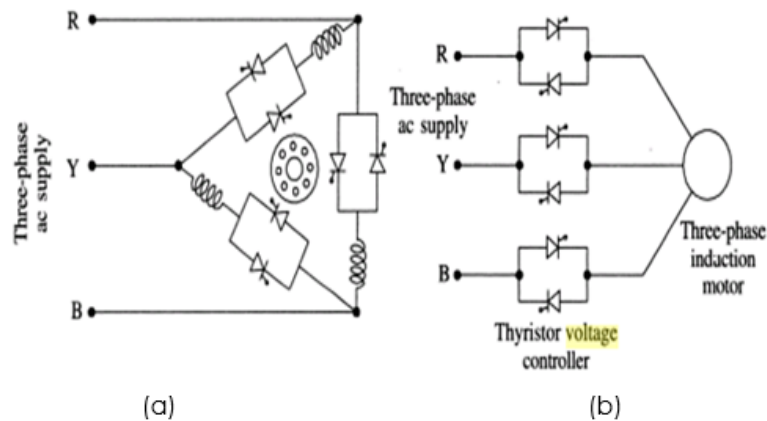 R
Y
B
Three-phase
ac supply
(a)
Three-phase
ac supply
R
Y
B
Three-phase
induction
motor
Thyristor voltage
controller
(b)